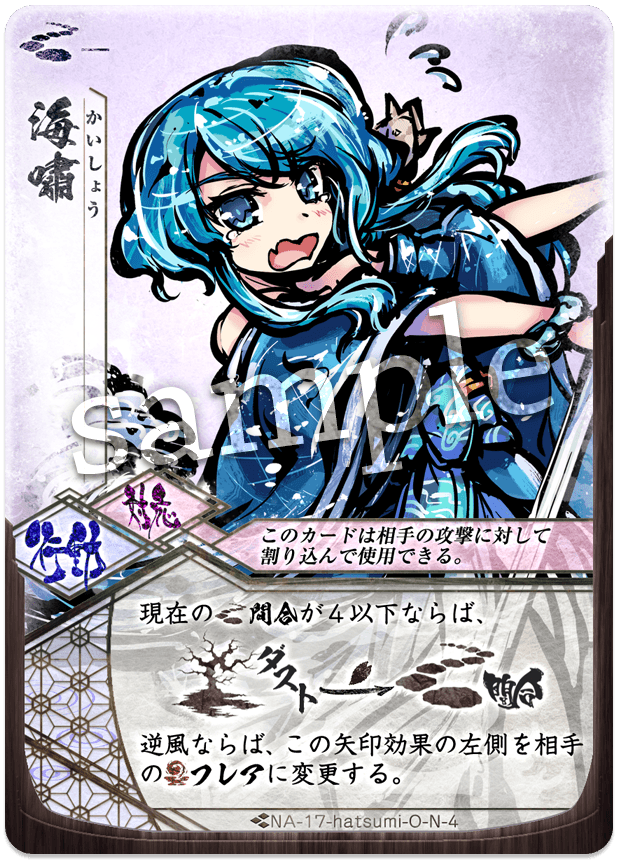 海嘯
かいしょう
sample
対応
行動
このカードは相手の攻撃に対して
割り込んで使用できる。
現在の間合が4以下ならば、
ダスト
間合
逆風ならば、この矢印効果の左側を相手
のフレアに変更する。
NA-17-hatsumi-O-N-4